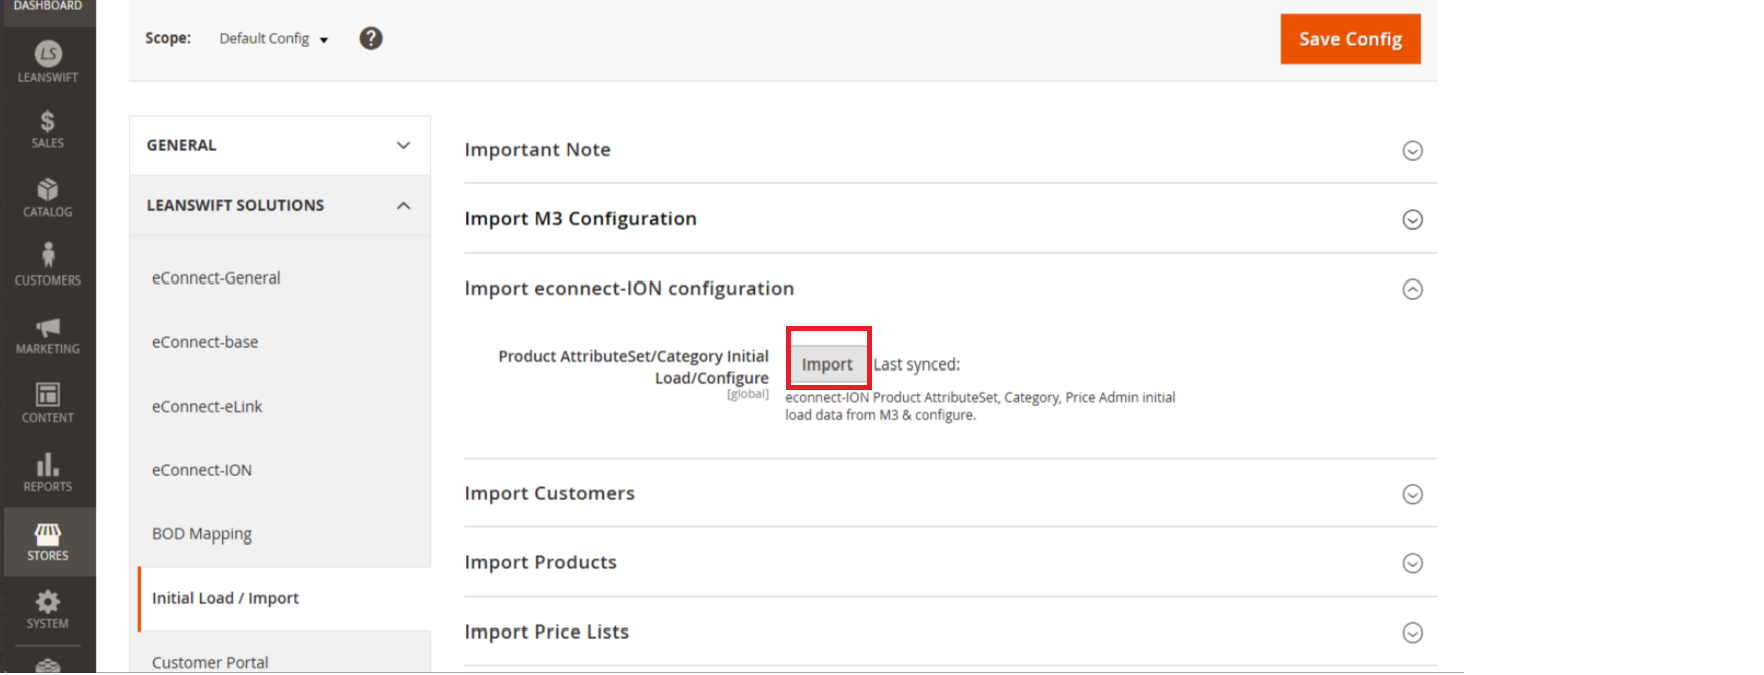 DASHBOARD
LS
LEANSWIFT
$
SALES
CATALOG
CUSTOMERS
MARKETING
CONTENT
REPORTS
STORES
SYSTEM
Scope: Default Config ?
Save Config
GENERAL
LEANSWIFT SOLUTIONS
eConnect-General
eConnect-base
eConnect-eLink
eConnect-ION
BOD Mapping
Initial Load / Import
Customer Portal
Important Note
Import M3 Configuration
Import econnect-ION configuration
Product AttributeSet/Category Initial
Load/Configure
[global]
Import Last synced:
econnect-ION Product AttributeSet, Category, Price Admin initial
load data from M3 & configure.
Import Customers
Import Products
Import Price Lists